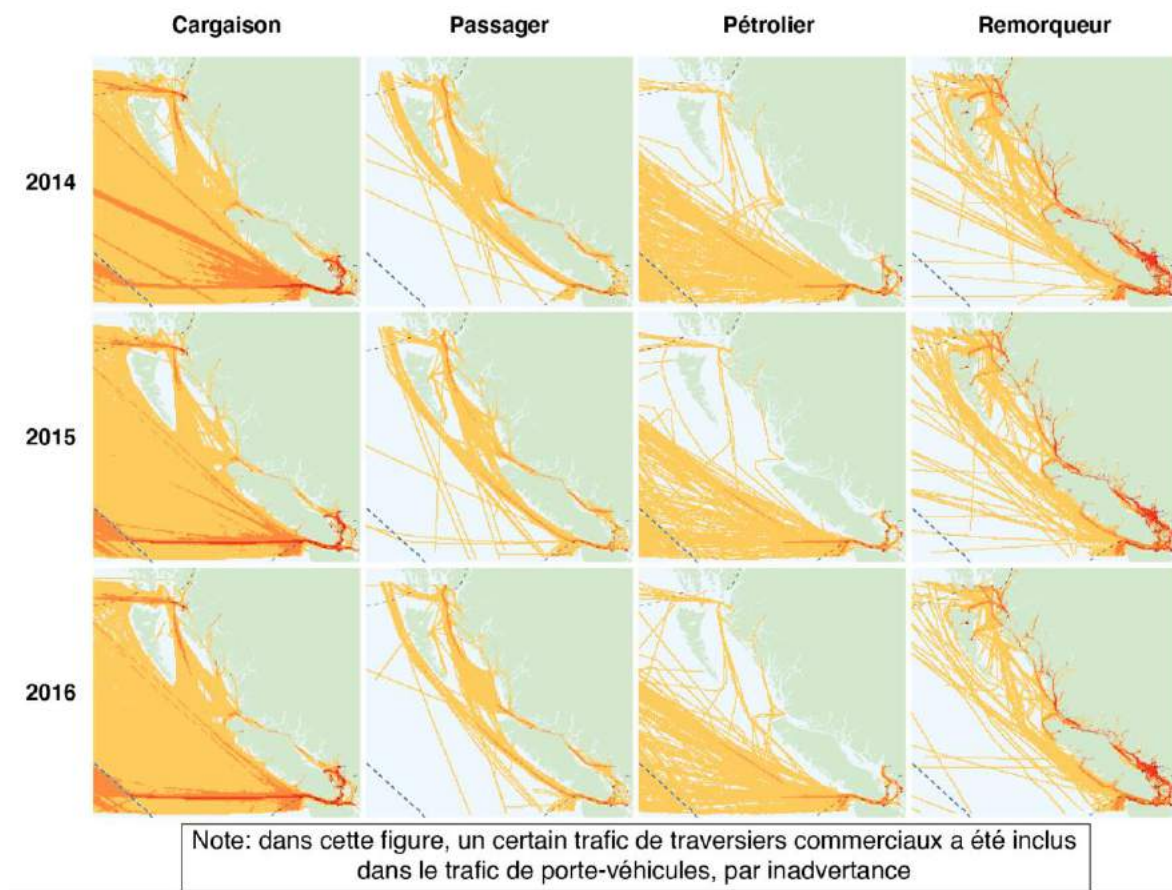 Cargaison Passager Pétrolier Remorqueur
2014
2015
2016
Note: dans cette figure, un certain trafic de traversiers commerciaux a été inclus
dans le trafic de porte-véhicules, par inadvertance